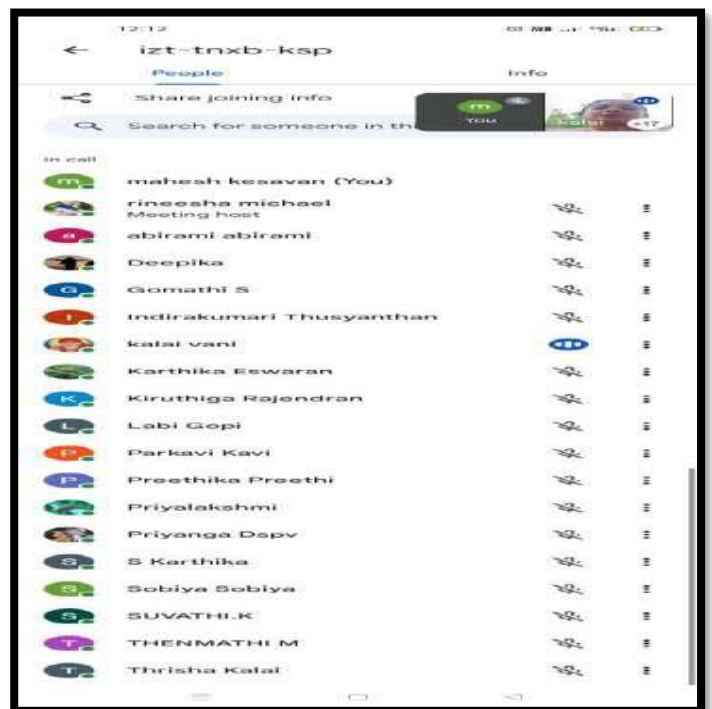 12:12
izt-tnxb-ksp
People
Info
Share joining info
Search for someone in th
You
kalai
+17
In call
m
mahesh kesavan (You)
rineesha michael
Meeting host
a
abirami abirami
Deepika
G
Gomathi S
I
Indirakumari Thusyanthan
kalai vani
Karthika Eswaran
K
Kiruthiga Rajendran
L
Labi Gopi
P
Parkavi Kavi
P
Preethika Preethi
Priyalakshmi
Priyanga Dspv
S
S Karthika
S
Sobiya Sobiya
S
SUVATHI.K
T
THENMATHI M
T
Thrisha Kalai